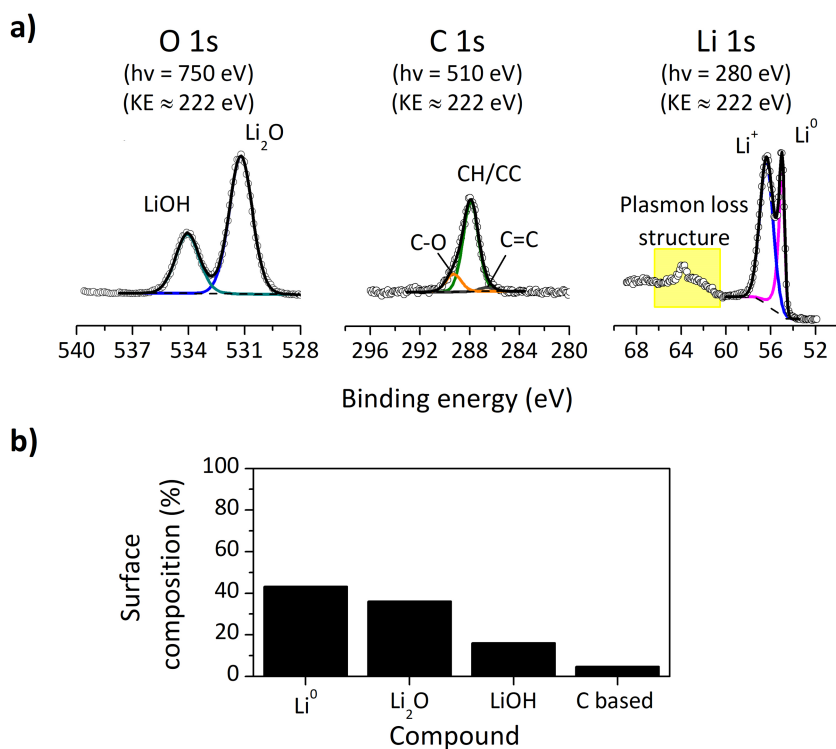 a)
O 1s
(hν = 750 eV)
(KE ≈ 222 eV)
Li₂O
LiOH
540 537 534 531 528
C 1s
(hν = 510 eV)
(KE ≈ 222 eV)
CH/CC
C-O
C=C
296 292 288 284 280
Li 1s
(hν = 280 eV)
(KE ≈ 222 eV)
Li⁺
Li⁰
Plasmon loss
structure
68 64 60 56 52
Binding energy (eV)
b)
Surface
composition (%)
100
80
60
40
20
0
Li⁰ Li₂O LiOH C based
Compound